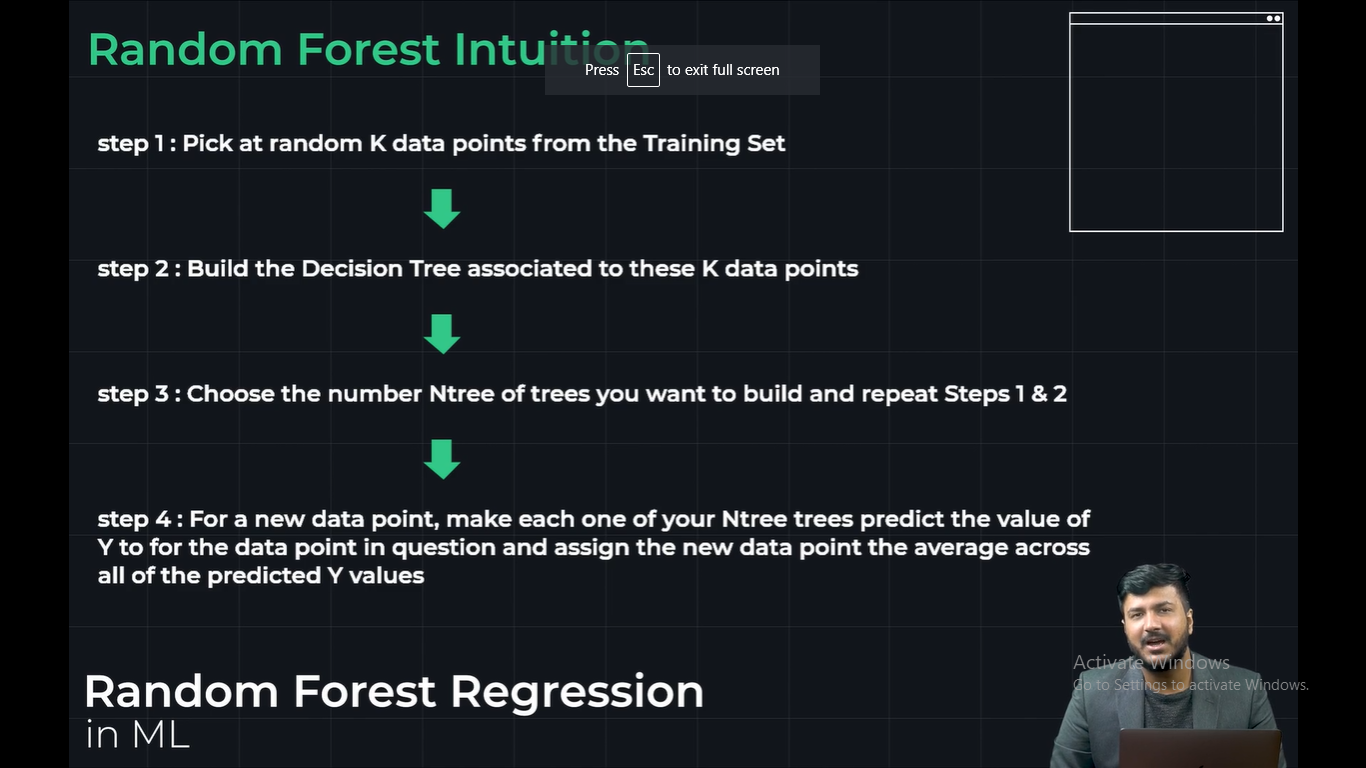 Random Forest Intuition
Press Esc to exit full screen
step 1 : Pick at random K data points from the Training Set
step 2 : Build the Decision Tree associated to these K data points
step 3 : Choose the number Ntree of trees you want to build and repeat Steps 1 & 2
step 4 : For a new data point, make each one of your Ntree trees predict the value of
Y to for the data point in question and assign the new data point the average across
all of the predicted Y values
Activate Windows
Go to Settings to activate Windows.
Random Forest Regression
in ML